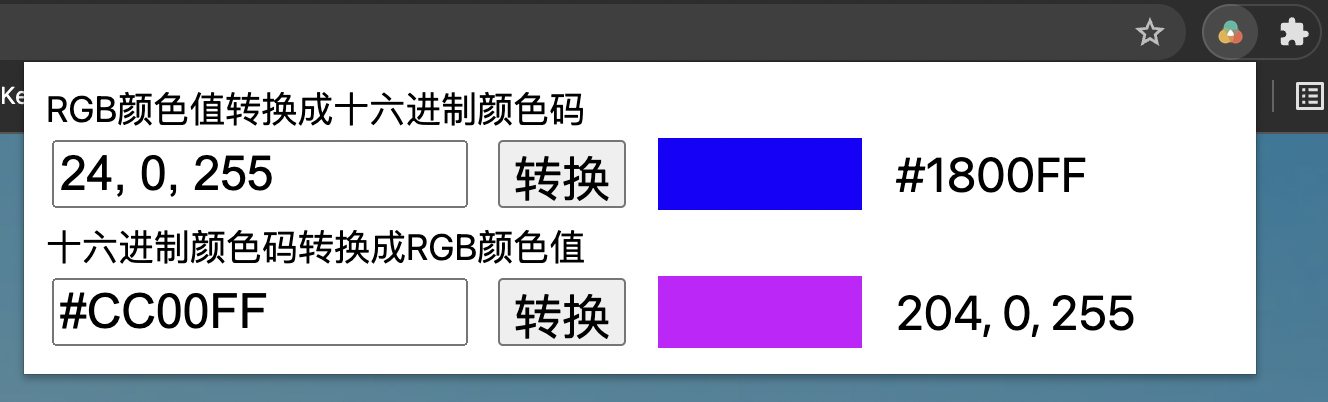 Ke
RGB颜色值转换成十六进制颜色码
24, 0, 255 转换 #1800FF
十六进制颜色码转换成RGB颜色值
#CC00FF 转换 204, 0, 255